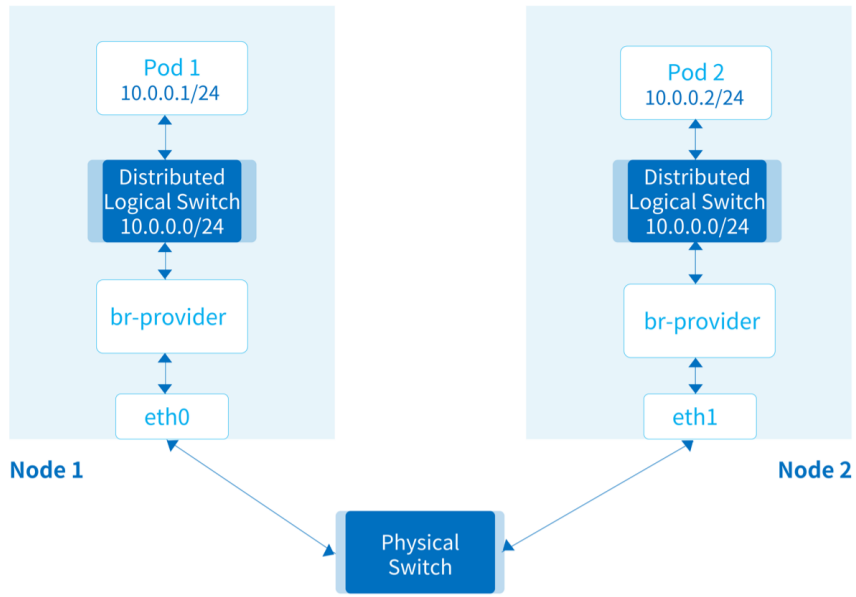 Pod 1
10.0.0.1/24
Distributed
Logical Switch
10.0.0.0/24
br-provider
eth0
Node 1
Pod 2
10.0.0.2/24
Distributed
Logical Switch
10.0.0.0/24
br-provider
eth1
Node 2
Physical
Switch